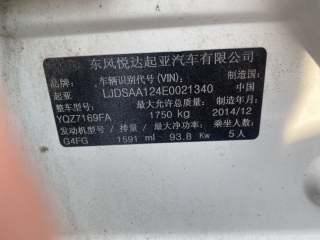 东风悦达起亚汽车有限公司
品牌: 车辆识别代号(VIN): 制造国:
起亚 LJDSAA124E0021340 中国
整车型号: 最大允许总质量: 制造年月:
YQZ7169FA 1750 kg 2014/12
发动机型号 / 排量 / 最大净功率: 乘坐人数:
G4FG 1591 ml 93.8 Kw 5人